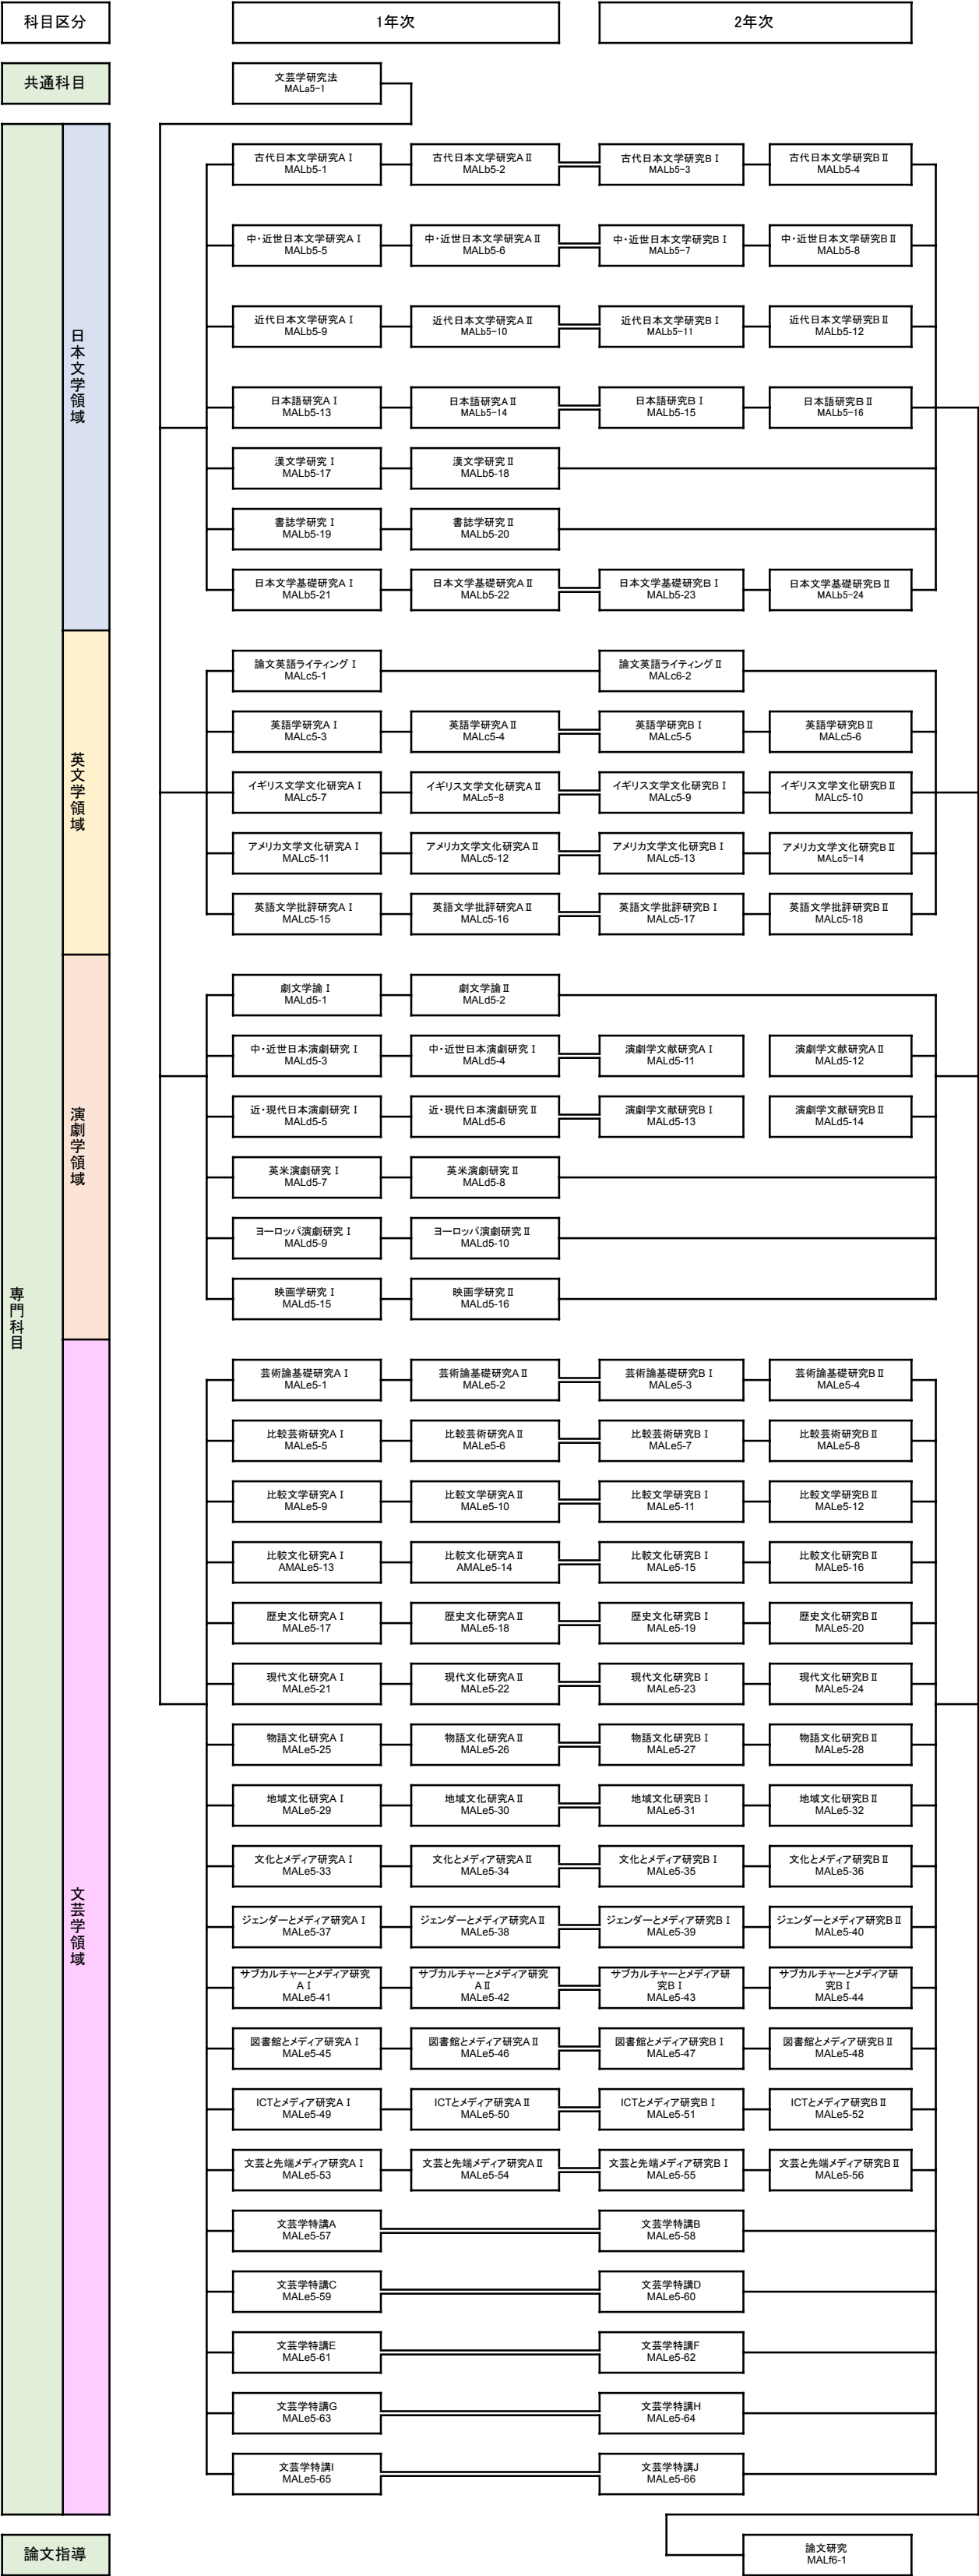 科目区分
1年次
2年次
共通科目
文芸学研究法
MALa5-1
専門科目
日本文学領域
古代日本文学研究AⅠ
MALb5-1
古代日本文学研究AⅡ
MALb5-2
古代日本文学研究BⅠ
MALb5-3
古代日本文学研究BⅡ
MALb5-4
中・近世日本文学研究AⅠ
MALb5-5
中・近世日本文学研究AⅡ
MALb5-6
中・近世日本文学研究BⅠ
MALb5-7
中・近世日本文学研究BⅡ
MALb5-8
近代日本文学研究AⅠ
MALb5-9
近代日本文学研究AⅡ
MALb5-10
近代日本文学研究BⅠ
MALb5-11
近代日本文学研究BⅡ
MALb5-12
日本語研究AⅠ
MALb5-13
日本語研究AⅡ
MALb5-14
日本語研究BⅠ
MALb5-15
日本語研究BⅡ
MALb5-16
漢文学研究Ⅰ
MALb5-17
漢文学研究Ⅱ
MALb5-18
書誌学研究Ⅰ
MALb5-19
書誌学研究Ⅱ
MALb5-20
日本文学基礎研究AⅠ
MALb5-21
日本文学基礎研究AⅡ
MALb5-22
日本文学基礎研究BⅠ
MALb5-23
日本文学基礎研究BⅡ
MALb5-24
英文学領域
論文英語ライティングⅠ
MALc5-1
論文英語ライティングⅡ
MALc6-2
英語学研究AⅠ
MALc5-3
英語学研究AⅡ
MALc5-4
英語学研究BⅠ
MALc5-5
英語学研究BⅡ
MALc5-6
イギリス文学文化研究AⅠ
MALc5-7
イギリス文学文化研究AⅡ
MALc5-8
イギリス文学文化研究BⅠ
MALc5-9
イギリス文学文化研究BⅡ
MALc5-10
アメリカ文学文化研究AⅠ
MALc5-11
アメリカ文学文化研究AⅡ
MALc5-12
アメリカ文学文化研究BⅠ
MALc5-13
アメリカ文学文化研究BⅡ
MALc5-14
英語文学批評研究AⅠ
MALc5-15
英語文学批評研究AⅡ
MALc5-16
英語文学批評研究BⅠ
MALc5-17
英語文学批評研究BⅡ
MALc5-18
演劇学領域
劇文学論Ⅰ
MALd5-1
劇文学論Ⅱ
MALd5-2
中・近世日本演劇研究Ⅰ
MALd5-3
中・近世日本演劇研究Ⅰ
MALd5-4
演劇学文献研究AⅠ
MALd5-11
演劇学文献研究AⅡ
MALd5-12
近・現代日本演劇研究Ⅰ
MALd5-5
近・現代日本演劇研究Ⅱ
MALd5-6
演劇学文献研究BⅠ
MALd5-13
演劇学文献研究BⅡ
MALd5-14
英米演劇研究Ⅰ
MALd5-7
英米演劇研究Ⅱ
MALd5-8
ヨーロッパ演劇研究Ⅰ
MALd5-9
ヨーロッパ演劇研究Ⅱ
MALd5-10
映画学研究Ⅰ
MALd5-15
映画学研究Ⅱ
MALd5-16
文芸学領域
芸術論基礎研究AⅠ
MALe5-1
芸術論基礎研究AⅡ
MALe5-2
芸術論基礎研究BⅠ
MALe5-3
芸術論基礎研究BⅡ
MALe5-4
比較芸術研究AⅠ
MALe5-5
比較芸術研究AⅡ
MALe5-6
比較芸術研究BⅠ
MALe5-7
比較芸術研究BⅡ
MALe5-8
比較文学研究AⅠ
MALe5-9
比較文学研究AⅡ
MALe5-10
比較文学研究BⅠ
MALe5-11
比較文学研究BⅡ
MALe5-12
比較文化研究AⅠ
AMALe5-13
比較文化研究AⅡ
AMALe5-14
比較文化研究BⅠ
MALe5-15
比較文化研究BⅡ
MALe5-16
歴史文化研究AⅠ
MALe5-17
歴史文化研究AⅡ
MALe5-18
歴史文化研究BⅠ
MALe5-19
歴史文化研究BⅡ
MALe5-20
現代文化研究AⅠ
MALe5-21
現代文化研究AⅡ
MALe5-22
現代文化研究BⅠ
MALe5-23
現代文化研究BⅡ
MALe5-24
物語文化研究AⅠ
MALe5-25
物語文化研究AⅡ
MALe5-26
物語文化研究BⅠ
MALe5-27
物語文化研究BⅡ
MALe5-28
地域文化研究AⅠ
MALe5-29
地域文化研究AⅡ
MALe5-30
地域文化研究BⅠ
MALe5-31
地域文化研究BⅡ
MALe5-32
文化とメディア研究AⅠ
MALe5-33
文化とメディア研究AⅡ
MALe5-34
文化とメディア研究BⅠ
MALe5-35
文化とメディア研究BⅡ
MALe5-36
ジェンダーとメディア研究AⅠ
MALe5-37
ジェンダーとメディア研究AⅡ
MALe5-38
ジェンダーとメディア研究BⅠ
MALe5-39
ジェンダーとメディア研究BⅡ
MALe5-40
サブカルチャーとメディア研究
AⅠ
MALe5-41
サブカルチャーとメディア研究
AⅡ
MALe5-42
サブカルチャーとメディア研
究BⅠ
MALe5-43
サブカルチャーとメディア研
究BⅠ
MALe5-44
図書館とメディア研究AⅠ
MALe5-45
図書館とメディア研究AⅡ
MALe5-46
図書館とメディア研究BⅠ
MALe5-47
図書館とメディア研究BⅡ
MALe5-48
ICTとメディア研究AⅠ
MALe5-49
ICTとメディア研究AⅡ
MALe5-50
ICTとメディア研究BⅠ
MALe5-51
ICTとメディア研究BⅡ
MALe5-52
文芸と先端メディア研究AⅠ
MALe5-53
文芸と先端メディア研究AⅡ
MALe5-54
文芸と先端メディア研究BⅠ
MALe5-55
文芸と先端メディア研究BⅡ
MALe5-56
文芸学特講A
MALe5-57
文芸学特講B
MALe5-58
文芸学特講C
MALe5-59
文芸学特講D
MALe5-60
文芸学特講E
MALe5-61
文芸学特講F
MALe5-62
文芸学特講G
MALe5-63
文芸学特講H
MALe5-64
文芸学特講I
MALe5-65
文芸学特講J
MALe5-66
論文指導
論文研究
MALf6-1